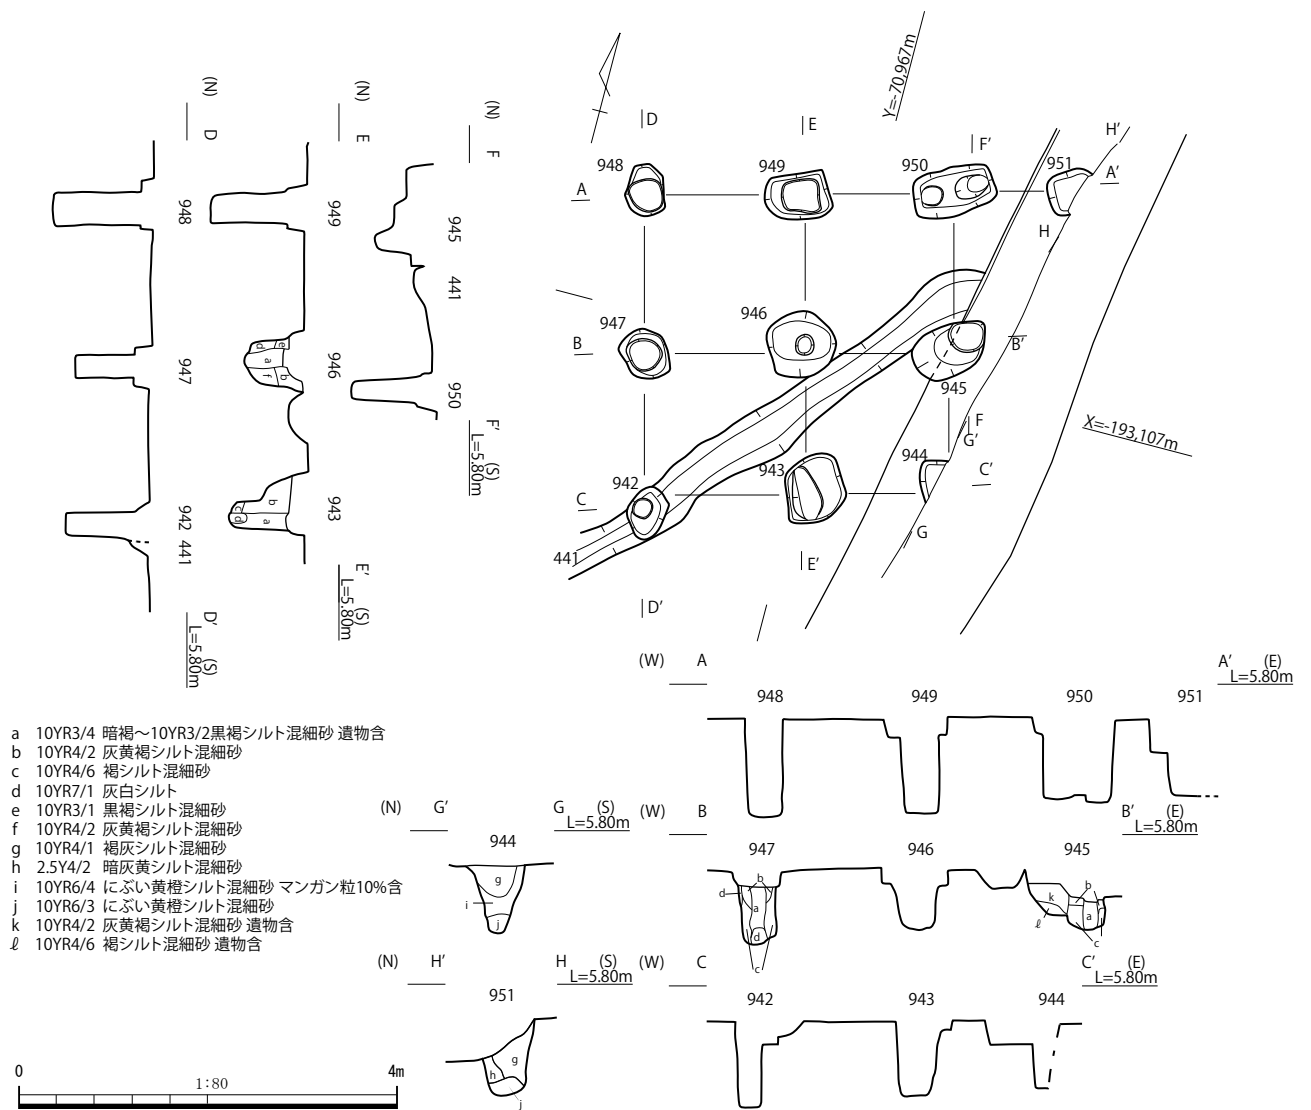 (N) D
948
947
942 441
D′ (S)
L=5.80m
(N) E
949
946
943
E′ (S)
L=5.80m
d
e
a
f
b
b
c
d
a
(N) F
945
441
950
F′ (S)
L=5.80m
Y=-70,967m
D
E
F′
H′
948
949
950
951
A
A′
H
947
946
B
B′
945
F
G′
X=-193,107m
942
943
944
C
C′
441
G
E′
D′
(W) A
A′ (E)
L=5.80m
948
949
950
951
a 10YR3/4 暗褐～10YR3/2黒褐シルト混細砂 遺物含
b 10YR4/2 灰黄褐シルト混細砂
c 10YR4/6 褐シルト混細砂
d 10YR7/1 灰白シルト
e 10YR3/1 黒褐シルト混細砂
f 10YR4/2 灰黄褐シルト混細砂
g 10YR4/1 褐灰シルト混細砂
h 2.5Y4/2 暗灰黄シルト混細砂
i 10YR6/4 にぶい黄橙シルト混細砂 マンガン粒10%含
j 10YR6/3 にぶい黄橙シルト混細砂
k 10YR4/2 灰黄褐シルト混細砂 遺物含
ℓ 10YR4/6 褐シルト混細砂 遺物含
(N) G′
G (S)
L=5.80m
944
g
i
j
(W) B
B′ (E)
L=5.80m
947
946
945
b
d
a
d
c
b
k
a
ℓ
c
(N) H′
H (S)
L=5.80m
951
g
h
j
(W) C
C′ (E)
L=5.80m
942
943
944
0
1:80
4m